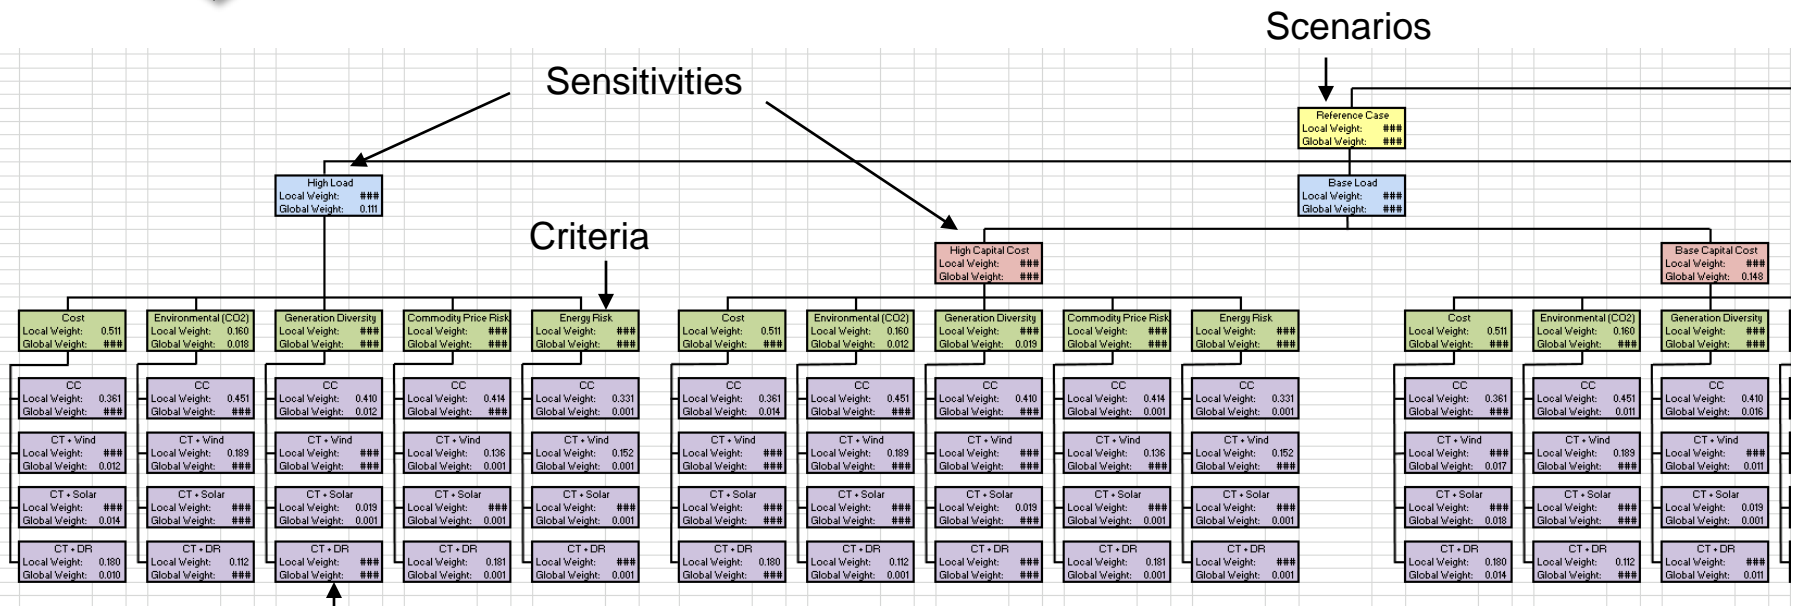 Scenarios
Sensitivities
Reference Case
Local Weight: ###
Global Weight: ###
High Load
Local Weight: ###
Global Weight: 0.111
Base Load
Local Weight: ###
Global Weight: ###
Criteria
High Capital Cost
Local Weight: ###
Global Weight: ###
Base Capital Cost
Local Weight: ###
Global Weight: 0.148
Cost
Local Weight: 0.511
Global Weight: ###
Environmental (CO2)
Local Weight: 0.160
Global Weight: 0.018
Generation Diversity
Local Weight: ###
Global Weight: ###
Commodity Price Risk
Local Weight: ###
Global Weight: ###
Energy Risk
Local Weight: ###
Global Weight: ###
Cost
Local Weight: 0.511
Global Weight: ###
Environmental (CO2)
Local Weight: 0.160
Global Weight: 0.012
Generation Diversity
Local Weight: ###
Global Weight: 0.019
Commodity Price Risk
Local Weight: ###
Global Weight: ###
Energy Risk
Local Weight: ###
Global Weight: ###
Cost
Local Weight: 0.511
Global Weight: ###
Environmental (CO2)
Local Weight: 0.160
Global Weight: ###
Generation Diversity
Local Weight: ###
Global Weight: ###
CC
Local Weight: 0.361
Global Weight: ###
CC
Local Weight: 0.451
Global Weight: ###
CC
Local Weight: 0.410
Global Weight: 0.012
CC
Local Weight: 0.414
Global Weight: ###
CC
Local Weight: 0.331
Global Weight: 0.001
CC
Local Weight: 0.361
Global Weight: 0.014
CC
Local Weight: 0.451
Global Weight: ###
CC
Local Weight: 0.410
Global Weight: ###
CC
Local Weight: 0.414
Global Weight: 0.001
CC
Local Weight: 0.331
Global Weight: 0.001
CC
Local Weight: 0.361
Global Weight: ###
CC
Local Weight: 0.451
Global Weight: 0.011
CC
Local Weight: 0.410
Global Weight: 0.016
CT + Wind
Local Weight: ###
Global Weight: 0.012
CT + Wind
Local Weight: 0.189
Global Weight: ###
CT + Wind
Local Weight: ###
Global Weight: ###
CT + Wind
Local Weight: 0.136
Global Weight: 0.001
CT + Wind
Local Weight: 0.152
Global Weight: 0.001
CT + Wind
Local Weight: ###
Global Weight: ###
CT + Wind
Local Weight: 0.189
Global Weight: ###
CT + Wind
Local Weight: ###
Global Weight: ###
CT + Wind
Local Weight: 0.136
Global Weight: ###
CT + Wind
Local Weight: 0.152
Global Weight: ###
CT + Wind
Local Weight: ###
Global Weight: 0.017
CT + Wind
Local Weight: 0.189
Global Weight: ###
CT + Wind
Local Weight: ###
Global Weight: 0.011
CT + Solar
Local Weight: ###
Global Weight: 0.014
CT + Solar
Local Weight: ###
Global Weight: ###
CT + Solar
Local Weight: 0.019
Global Weight: 0.001
CT + Solar
Local Weight: ###
Global Weight: 0.001
CT + Solar
Local Weight: ###
Global Weight: 0.001
CT + Solar
Local Weight: ###
Global Weight: ###
CT + Solar
Local Weight: ###
Global Weight: ###
CT + Solar
Local Weight: 0.019
Global Weight: ###
CT + Solar
Local Weight: ###
Global Weight: 0.001
CT + Solar
Local Weight: ###
Global Weight: 0.001
CT + Solar
Local Weight: ###
Global Weight: 0.018
CT + Solar
Local Weight: ###
Global Weight: ###
CT + Solar
Local Weight: 0.019
Global Weight: 0.001
CT + DR
Local Weight: 0.180
Global Weight: 0.010
CT + DR
Local Weight: 0.112
Global Weight: ###
CT + DR
Local Weight: ###
Global Weight: ###
CT + DR
Local Weight: 0.181
Global Weight: 0.001
CT + DR
Local Weight: ###
Global Weight: 0.001
CT + DR
Local Weight: 0.180
Global Weight: ###
CT + DR
Local Weight: 0.112
Global Weight: 0.001
CT + DR
Local Weight: ###
Global Weight: ###
CT + DR
Local Weight: 0.181
Global Weight: 0.001
CT + DR
Local Weight: ###
Global Weight: 0.001
CT + DR
Local Weight: 0.180
Global Weight: 0.014
CT + DR
Local Weight: 0.112
Global Weight: ###
CT + DR
Local Weight: ###
Global Weight: 0.011